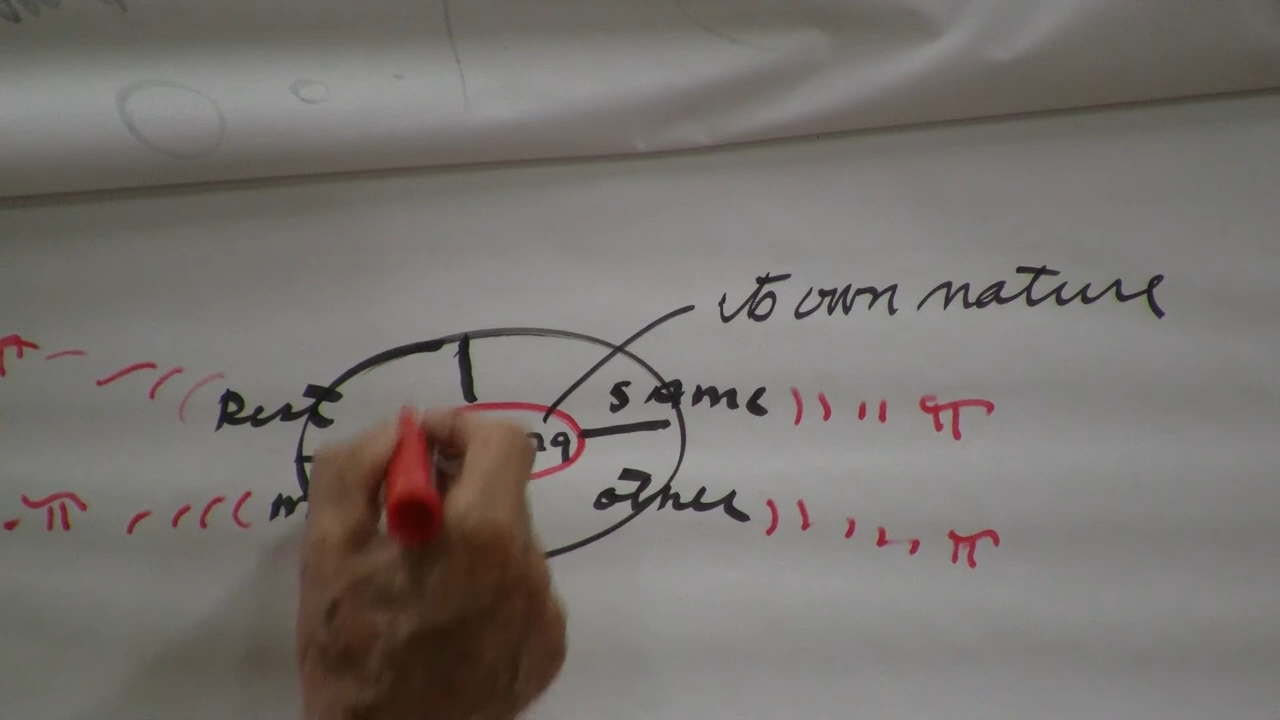 to own nature
Rest
same
π
π
other
π
π